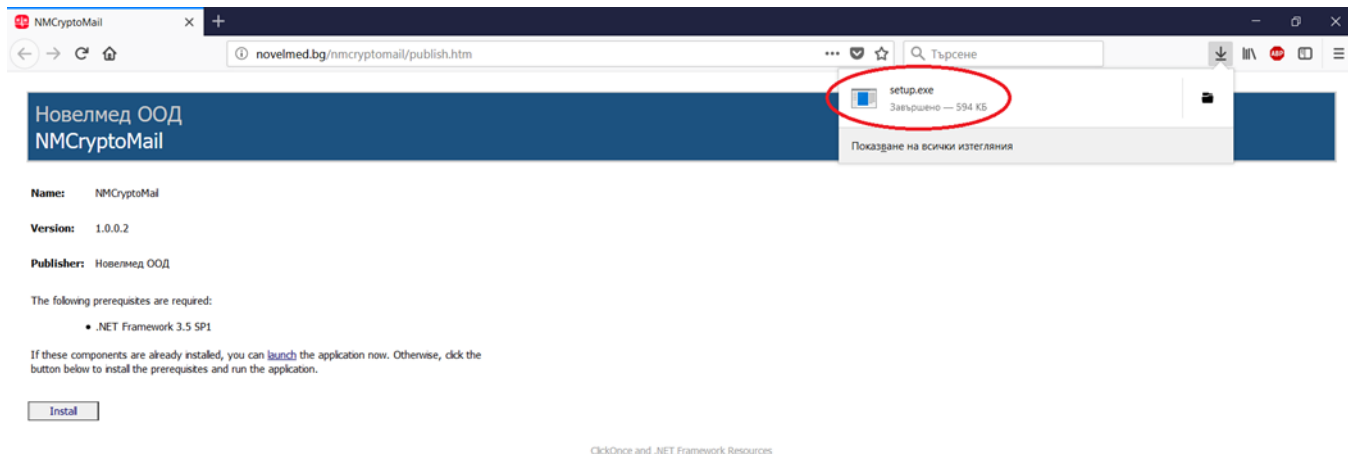 NMCryptoMail
novelmed.bg/nmcryptomail/publish.htm
Търсене
ABP
setup.exe
Завършено — 594 КБ
Показване на всички изтегляния
Новелмед ООД
NMCryptoMail
Name: NMCryptoMail
Version: 1.0.0.2
Publisher: Новелмед ООД
The following prerequisites are required:
• .NET Framework 3.5 SP1
If these components are already installed, you can launch the application now. Otherwise, click the
button below to install the prerequisites and run the application.
Install
ClickOnce and .NET Framework Resources